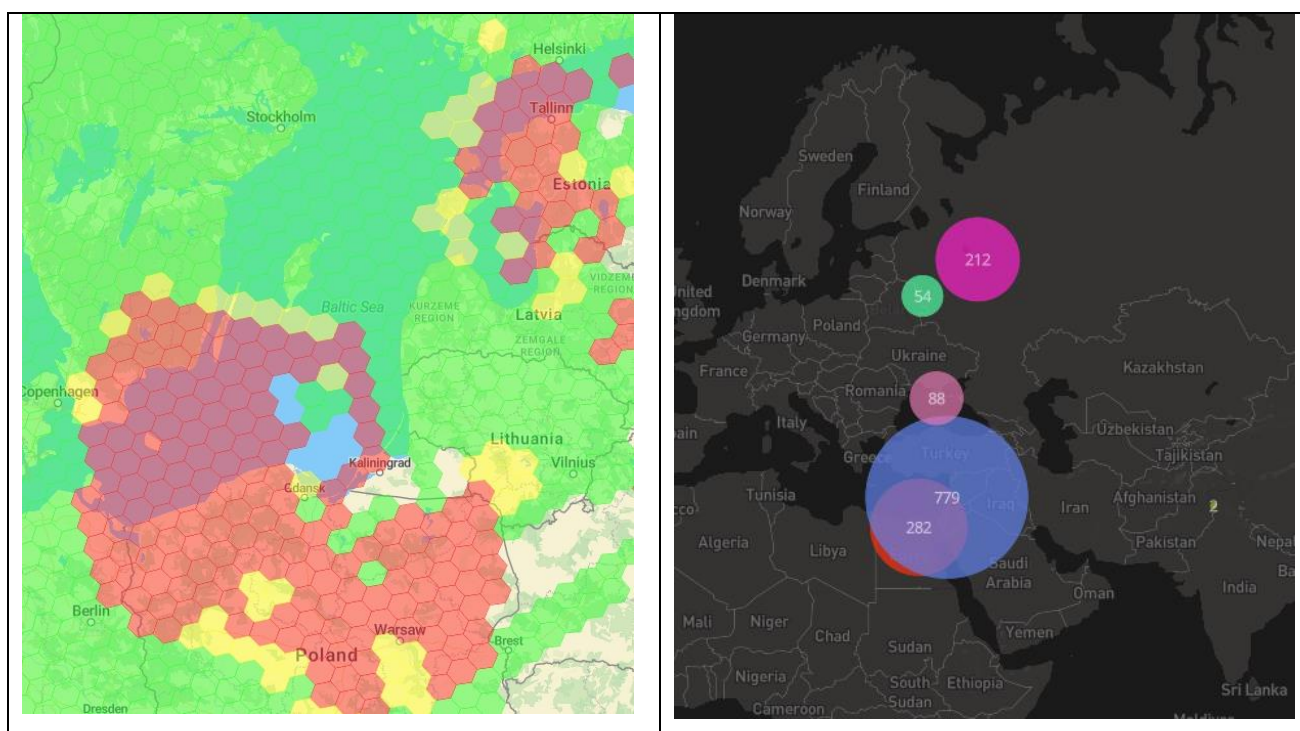 Helsinki
Tallinn
Stockholm
Estonia
VIDZEME
REGION
Baltic Sea
KURZEME
REGION
Latvia
ZEMGALE
REGION
Copenhagen
Lithuania
Kaliningrad
Vilnius
Gdansk
Berlin
Warsaw
Brest
Poland
Dresden
Sweden
Finland
Norway
212
Denmark
United
Kingdom
54
Poland
Germany
Ukraine
France
Kazakhstan
Romania
88
Italy
Uzbekistan
Greece
Turkey
Tajikistan
Tunisia
779
Iraq
Iran
Afghanistan
2
282
Algeria
Libya
Pakistan
Nepal
Saudi
Arabia
Oman
India
Mali
Niger
Chad
Sudan
Yemen
Nigeria
South
Sudan
Ethiopia
Sri Lanka
Cameroon
Maldives